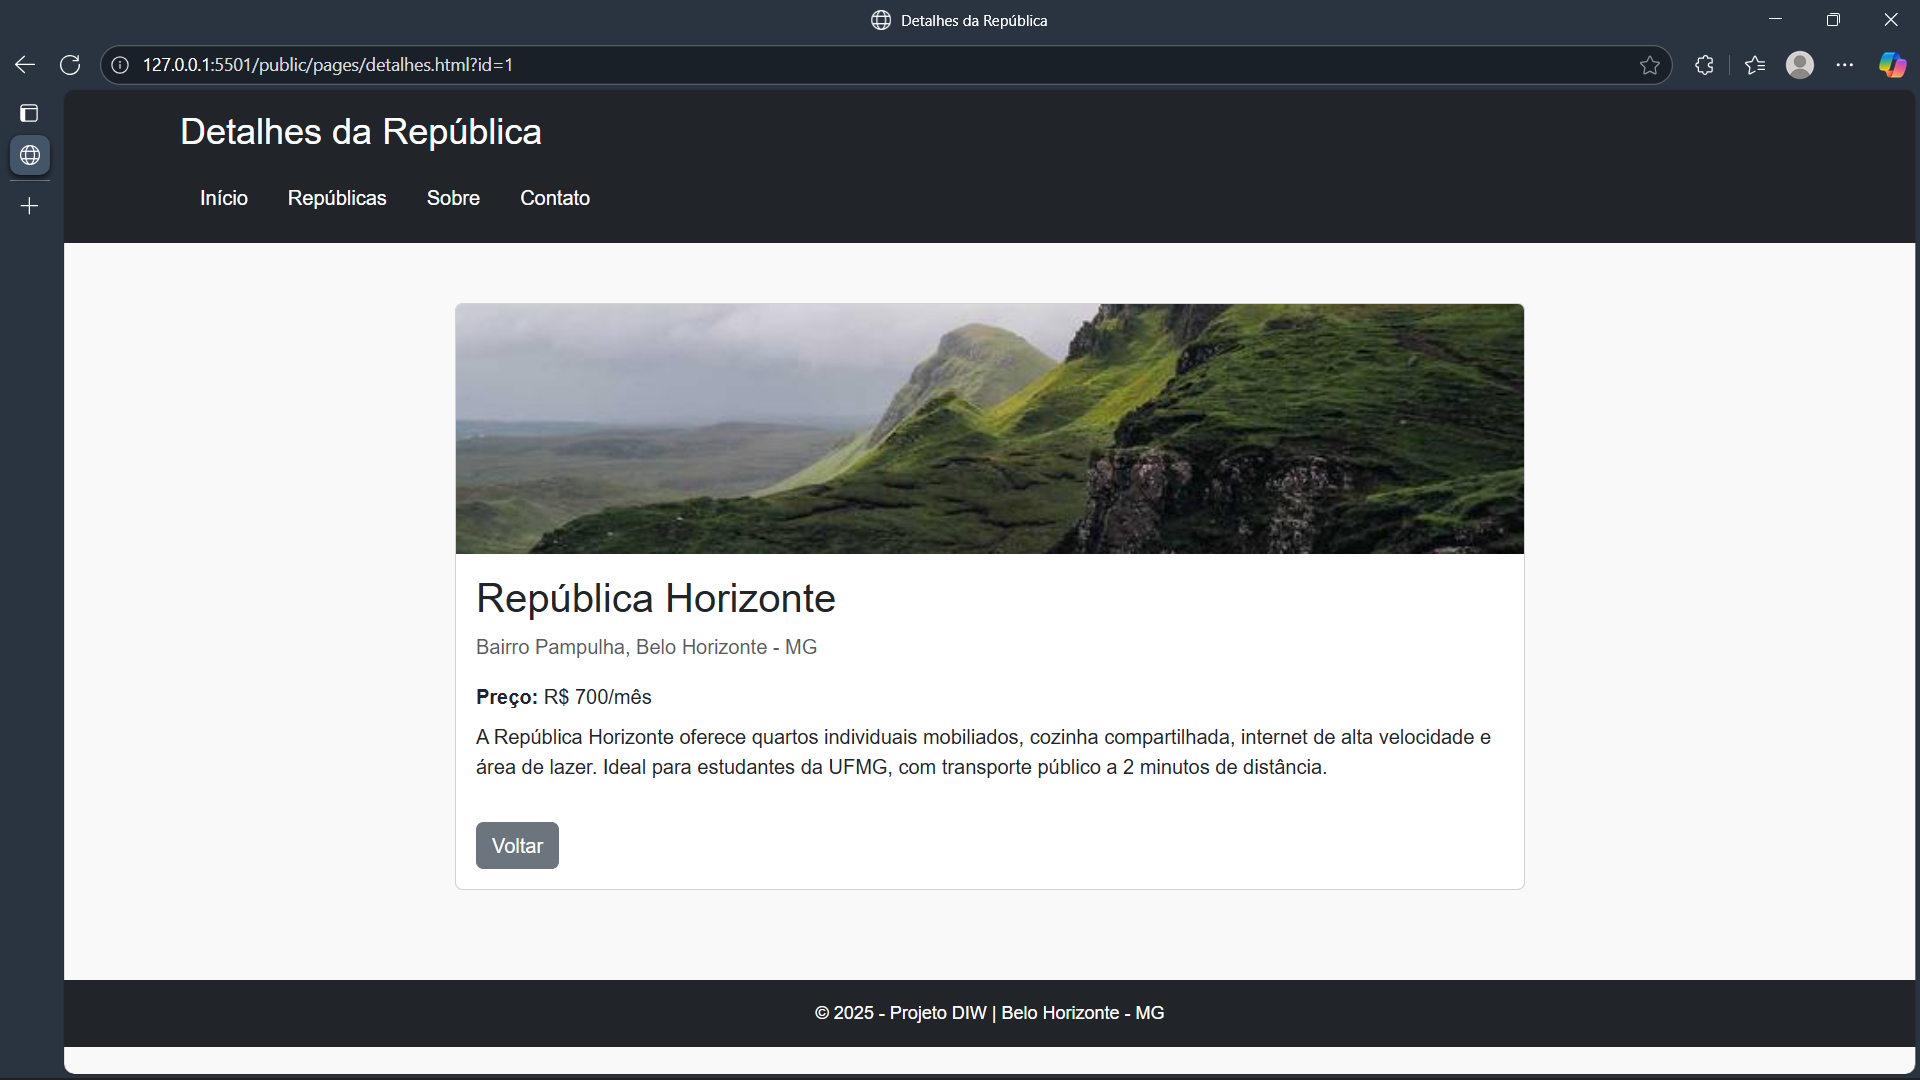 Detalhes da República
127.0.0.1:5501/public/pages/detalhes.html?id=1
Detalhes da República
Início Repúblicas Sobre Contato
República Horizonte
Bairro Pampulha, Belo Horizonte - MG
Preço: R$ 700/mês
A República Horizonte oferece quartos individuais mobiliados, cozinha compartilhada, internet de alta velocidade e
área de lazer. Ideal para estudantes da UFMG, com transporte público a 2 minutos de distância.
Voltar
© 2025 - Projeto DIW | Belo Horizonte - MG